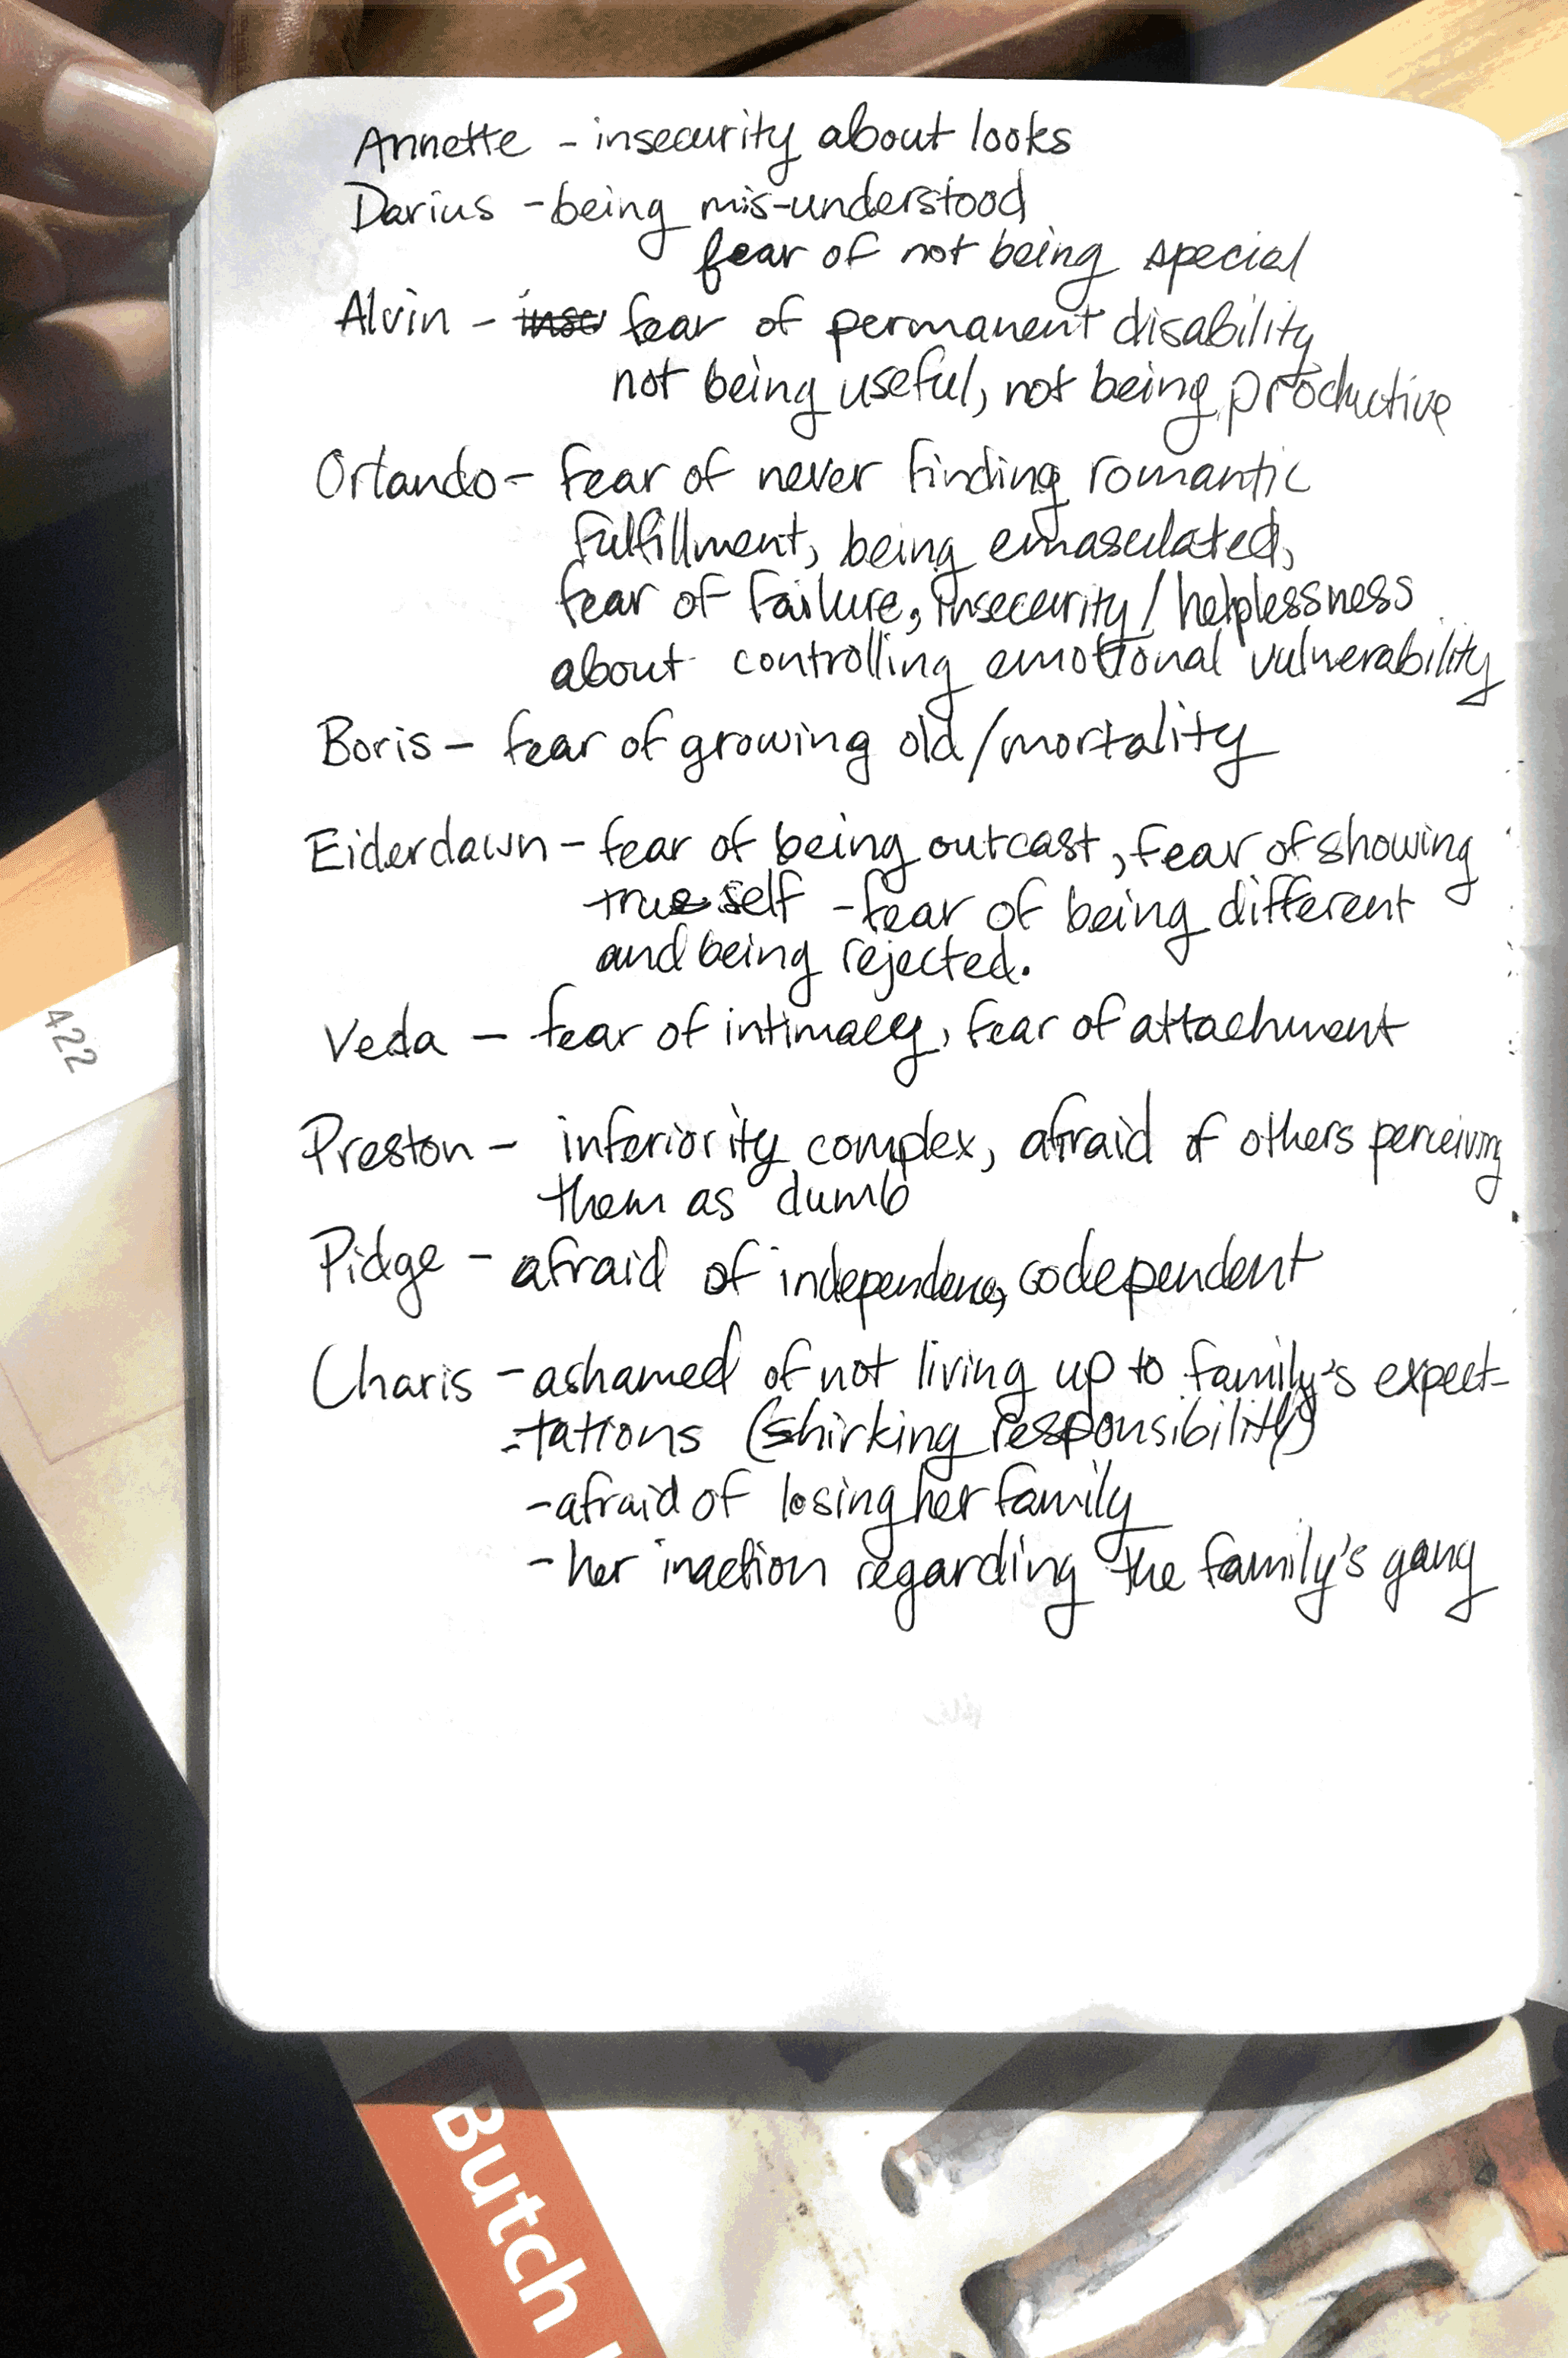 Annette - insecurity about looks
Darius - being mis-understood
fear of not being special
Alvin - inse fear of permanent disability
not being useful, not being productive
Orlando - fear of never finding romantic
fulfillment, being emasculated,
fear of failure, insecurity / helplessness
about controlling emotional vulnerability
Boris - fear of growing old/mortality
Eiderdawn - fear of being outcast, fear of showing
true self - fear of being different
and being rejected.
Veda - fear of intimacy, fear of attachment
Preston - inferiority complex, afraid of others perceiving
them as dumb
Pidge - afraid of independence, codependent
Charis - ashamed of not living up to family's expect-
-tations (shirking responsibility)
- afraid of losing her family
- her inaction regarding the family's gang
422
Butch